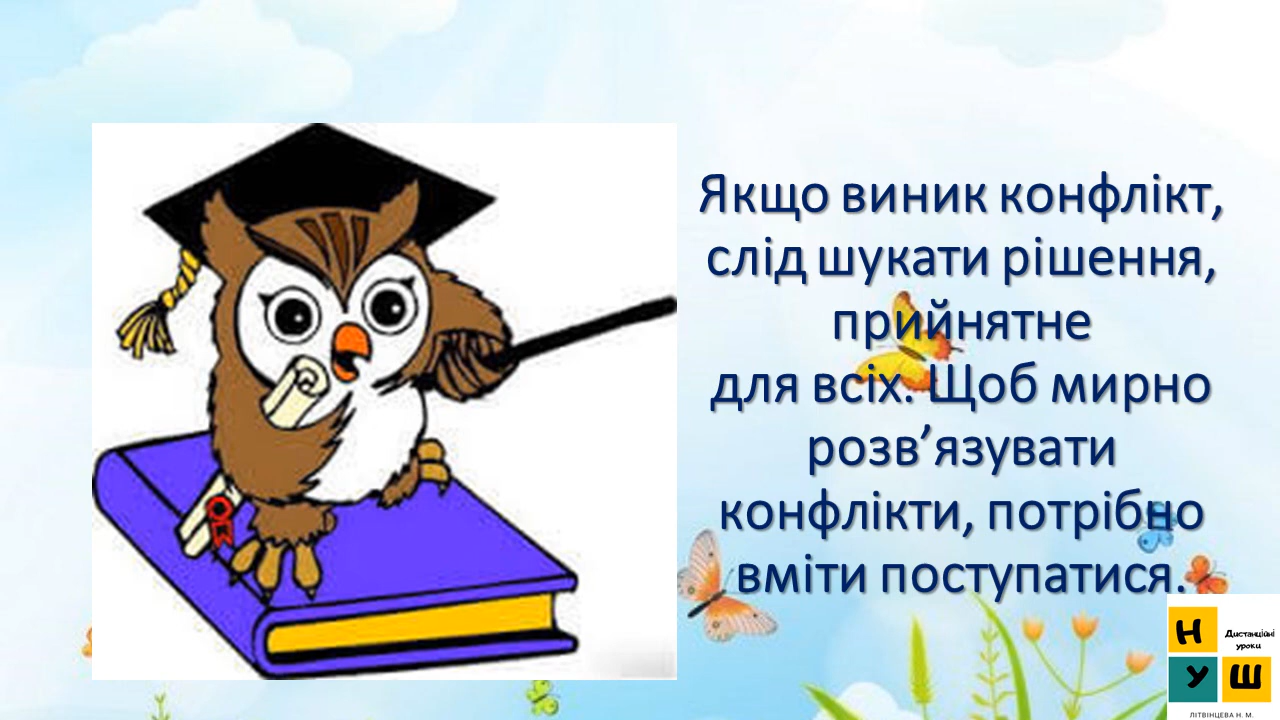 Якщо виник конфлікт,
слід шукати рішення,
прийнятне
для всіх. Щоб мирно
розв’язувати
конфлікти, потрібно
вміти поступатися.
Н
У Ш
Дистанційні
уроки
ЛІТВІНЦЕВА Н. М.